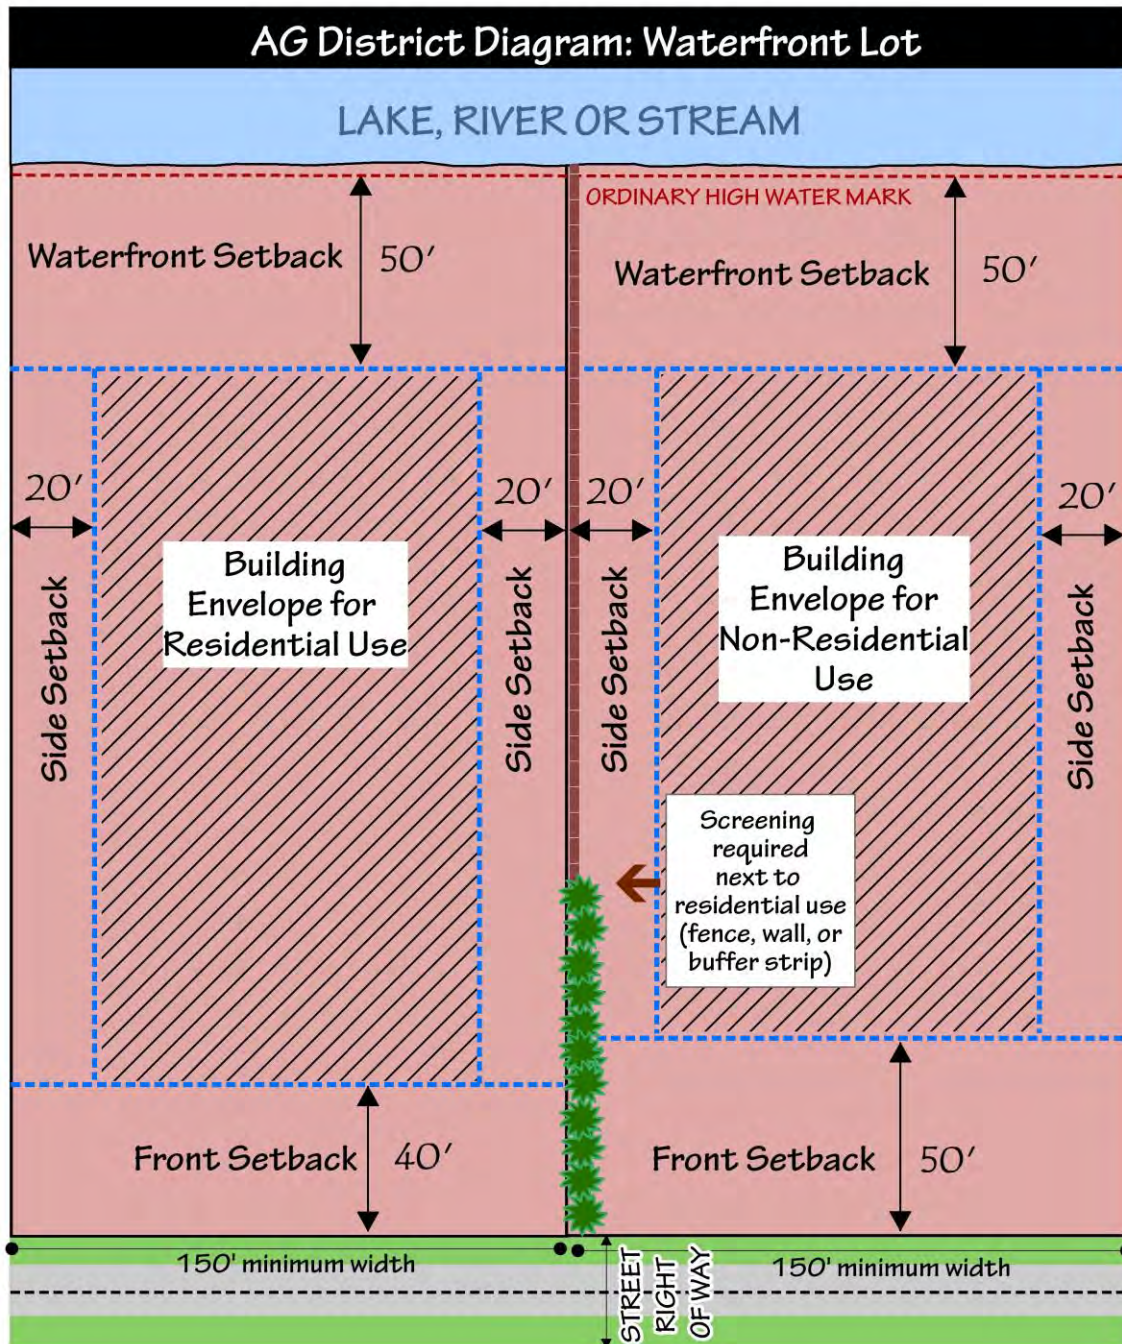 AG District Diagram: Waterfront Lot
LAKE, RIVER OR STREAM
ORDINARY HIGH WATER MARK
Waterfront Setback
50'
Waterfront Setback
50'
20'
20'
20'
20'
Building
Envelope for
Residential Use
Building
Envelope for
Non-Residential
Use
Side Setback
Side Setback
Side Setback
Side Setback
Screening
required
next to
residential use
(fence, wall, or
buffer strip)
Front Setback
40'
Front Setback
50'
150' minimum width
150' minimum width
STREET
RIGHT
OF WAY